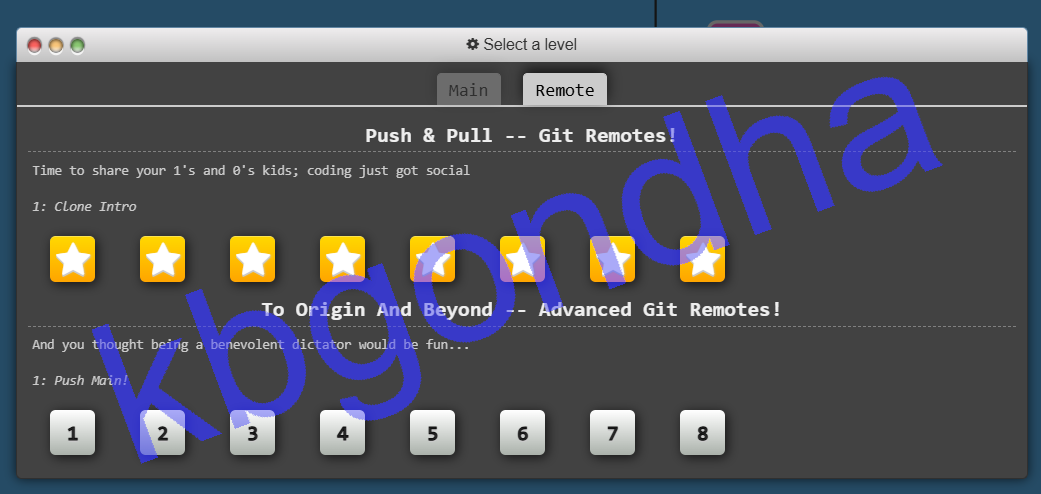 Select a level
Main Remote
Push & Pull -- Git Remotes!
Time to share your 1's and 0's kids; coding just got social
1: Clone Intro
To Origin And Beyond -- Advanced Git Remotes!
And you thought being a benevolent dictator would be fun...
1: Push Main!
1 2 3 4 5 6 7 8
kbgondha